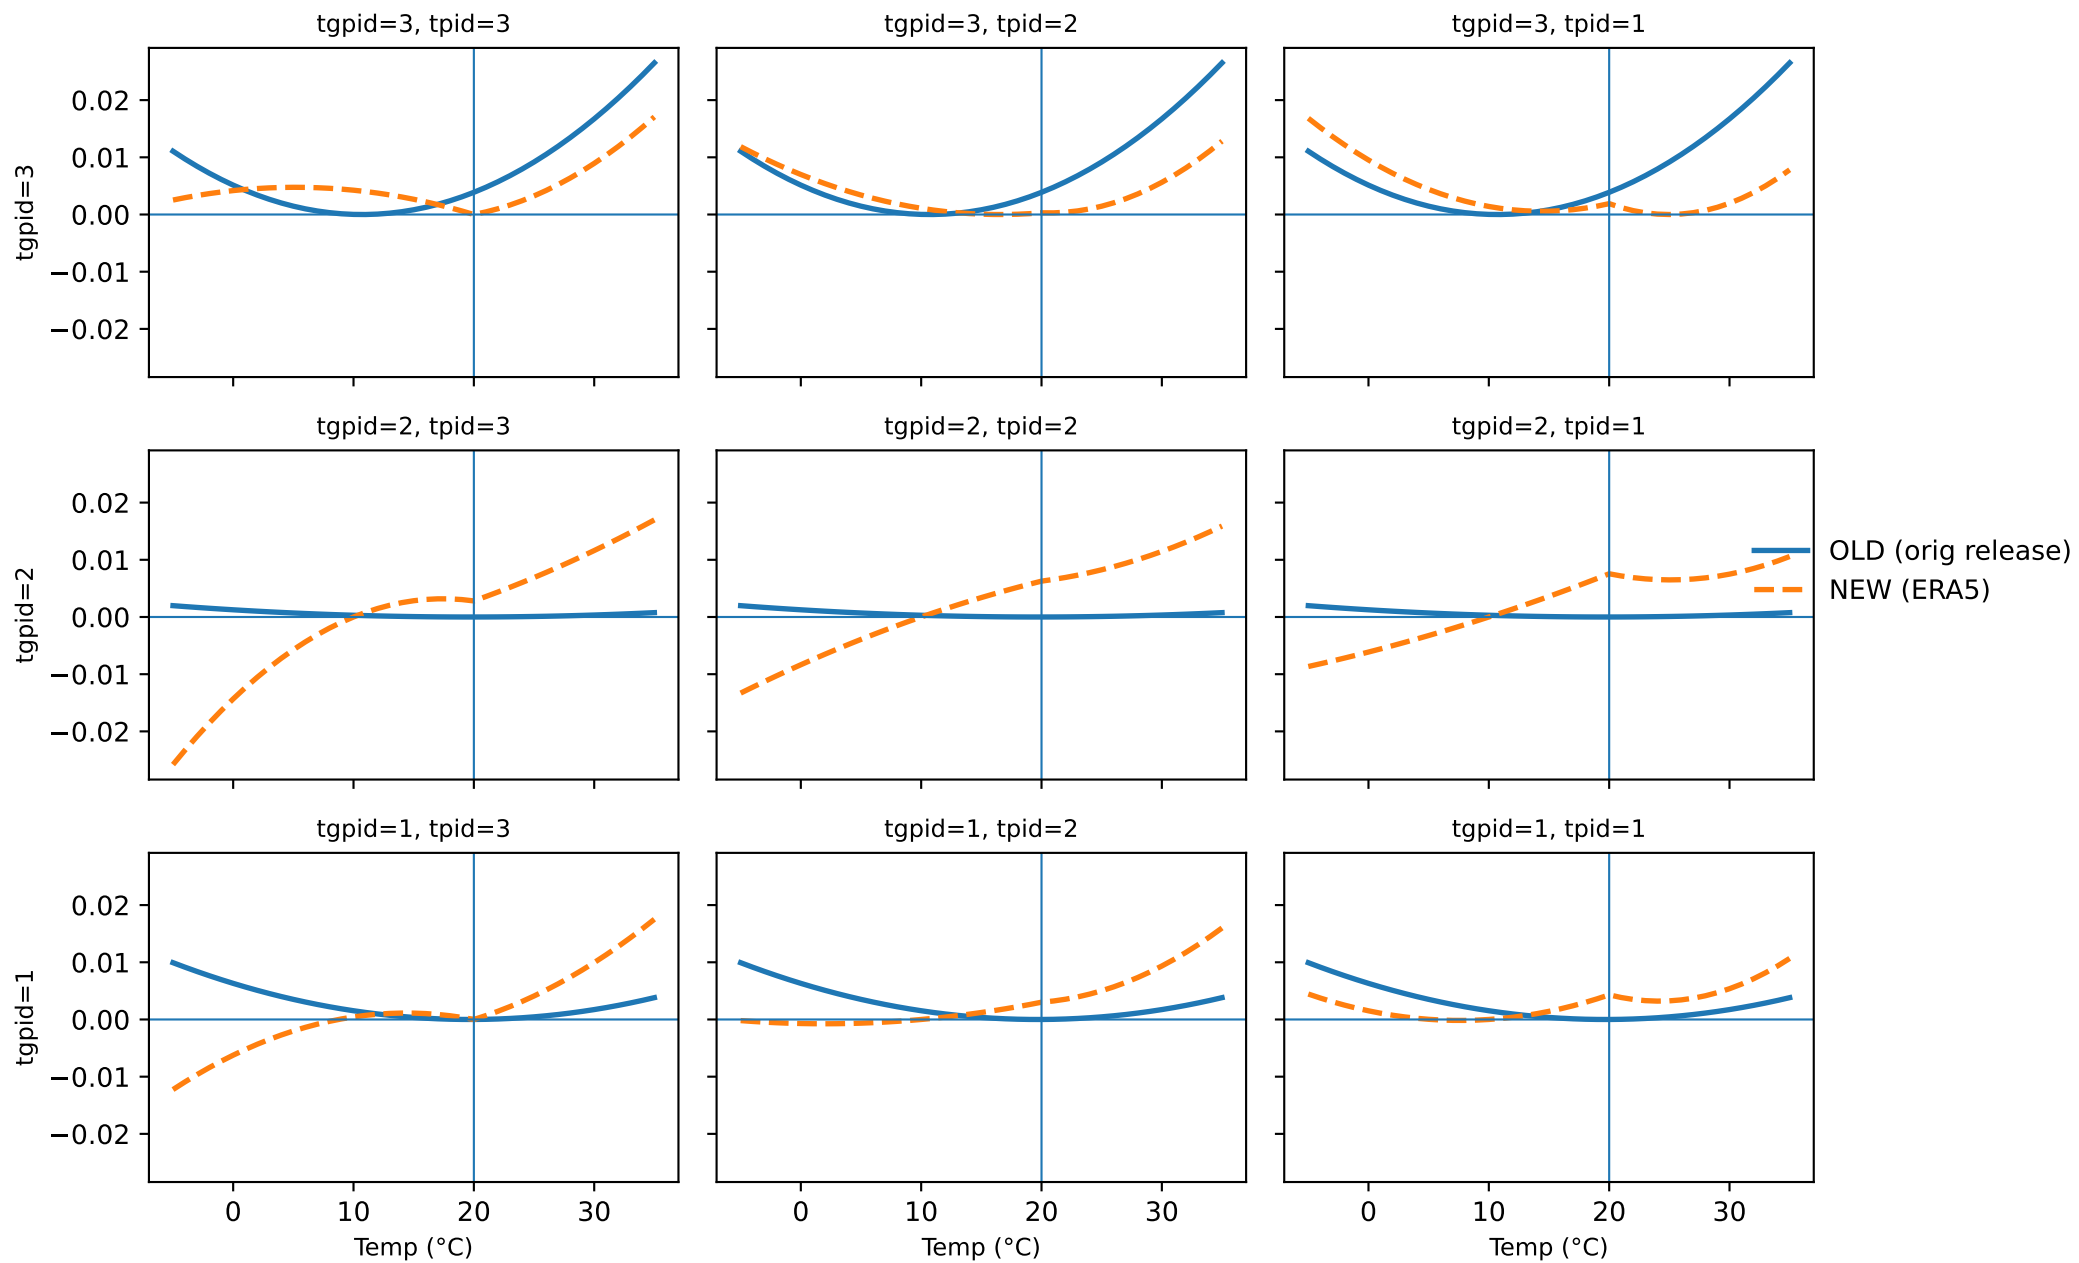 tgpid=3, tpid=3
tgpid=3, tpid=2
tgpid=3, tpid=1
tgpid=3
0.02
0.01
0.00
−0.01
−0.02
tgpid=2, tpid=3
tgpid=2, tpid=2
tgpid=2, tpid=1
tgpid=2
0.02
0.01
0.00
−0.01
−0.02
OLD (orig release)
NEW (ERA5)
tgpid=1, tpid=3
tgpid=1, tpid=2
tgpid=1, tpid=1
tgpid=1
0.02
0.01
0.00
−0.01
−0.02
0 10 20 30
0 10 20 30
0 10 20 30
Temp (°C)
Temp (°C)
Temp (°C)